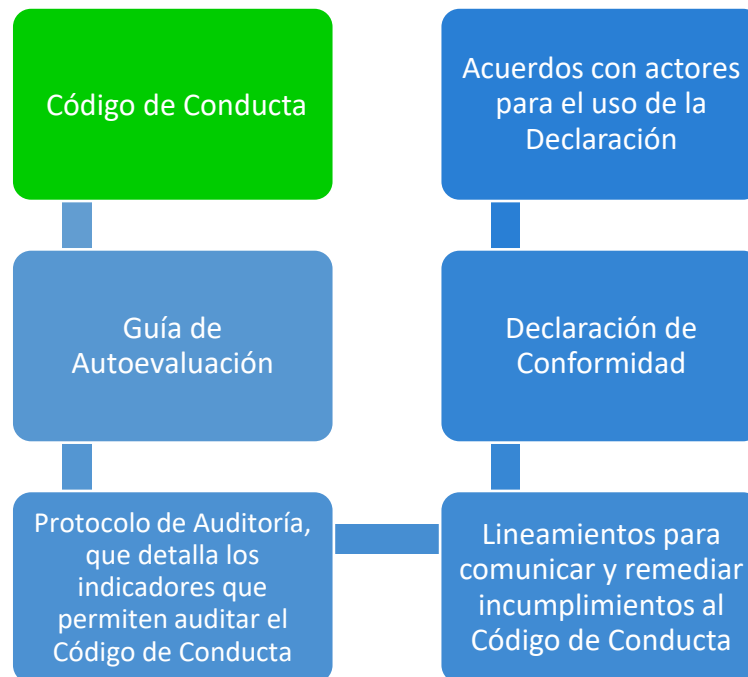 Código de Conducta
Guía de
Autoevaluación
Protocolo de Auditoría,
que detalla los
indicadores que
permiten auditar el
Código de Conducta
Lineamientos para
comunicar y remediar
incumplimientos al
Código de Conducta
Declaración de
Conformidad
Acuerdos con actores
para el uso de la
Declaración